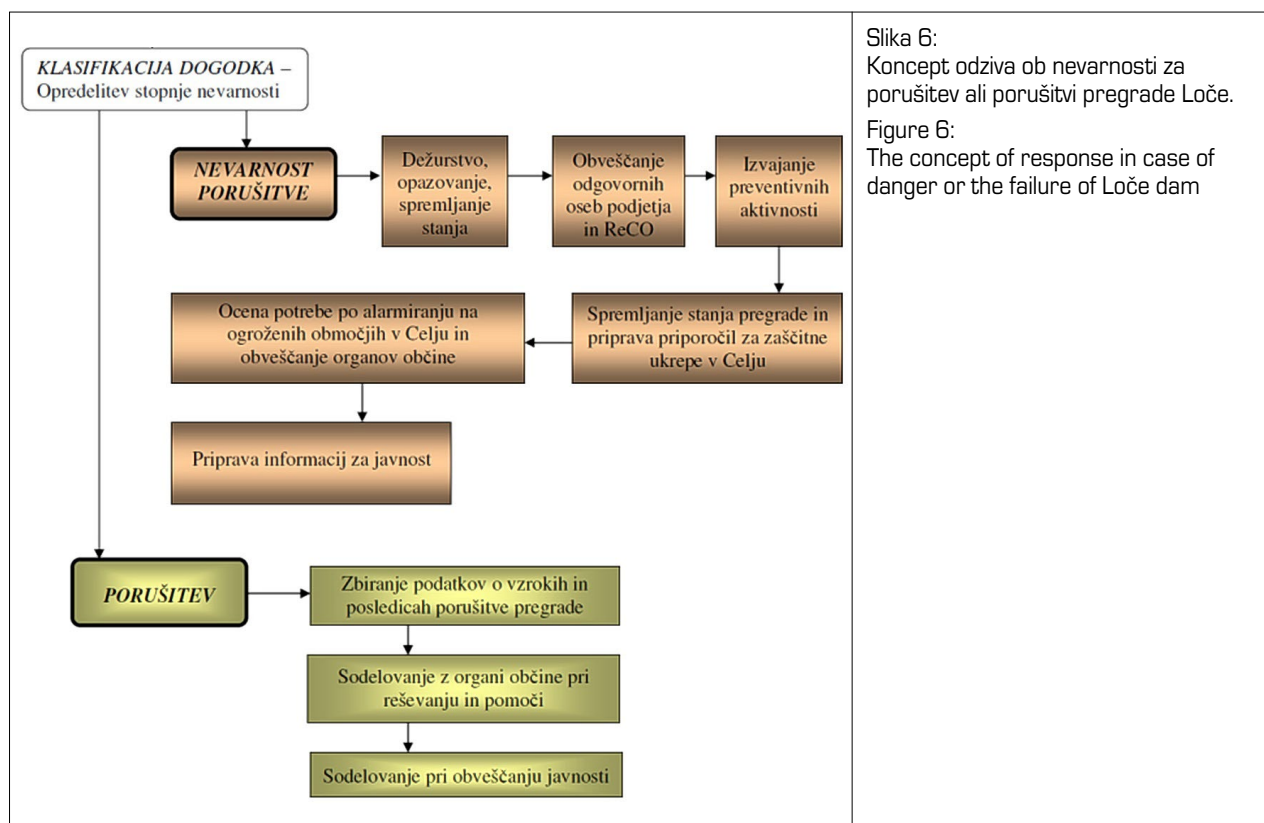 KLASIFIKACIJA DOGODKA –
Opredelitev stopnje nevarnosti
NEVARNOST
PORUŠITVE
Dežurstvo,
opazovanje,
spremljanje
stanja
Obveščanje
odgovornih
oseb podjetja
in ReCO
Izvajanje
preventivnih
aktivnosti
Spremljanje stanja pregrade in
priprava priporočil za zaščitne
ukrepe v Celju
Ocena potrebe po alarmiranju na
ogroženih območjih v Celju in
obveščanje organov občine
Priprava informacij za javnost
PORUŠITEV
Zbiranje podatkov o vzrokih in
posledicah porušitve pregrade
Sodelovanje z organi občine pri
reševanju in pomoči
Sodelovanje pri obveščanju javnosti
Slika 6:
Koncept odziva ob nevarnosti za
porušitev ali porušitvi pregrade Loče.
Figure 6:
The concept of response in case of
danger or the failure of Loče dam